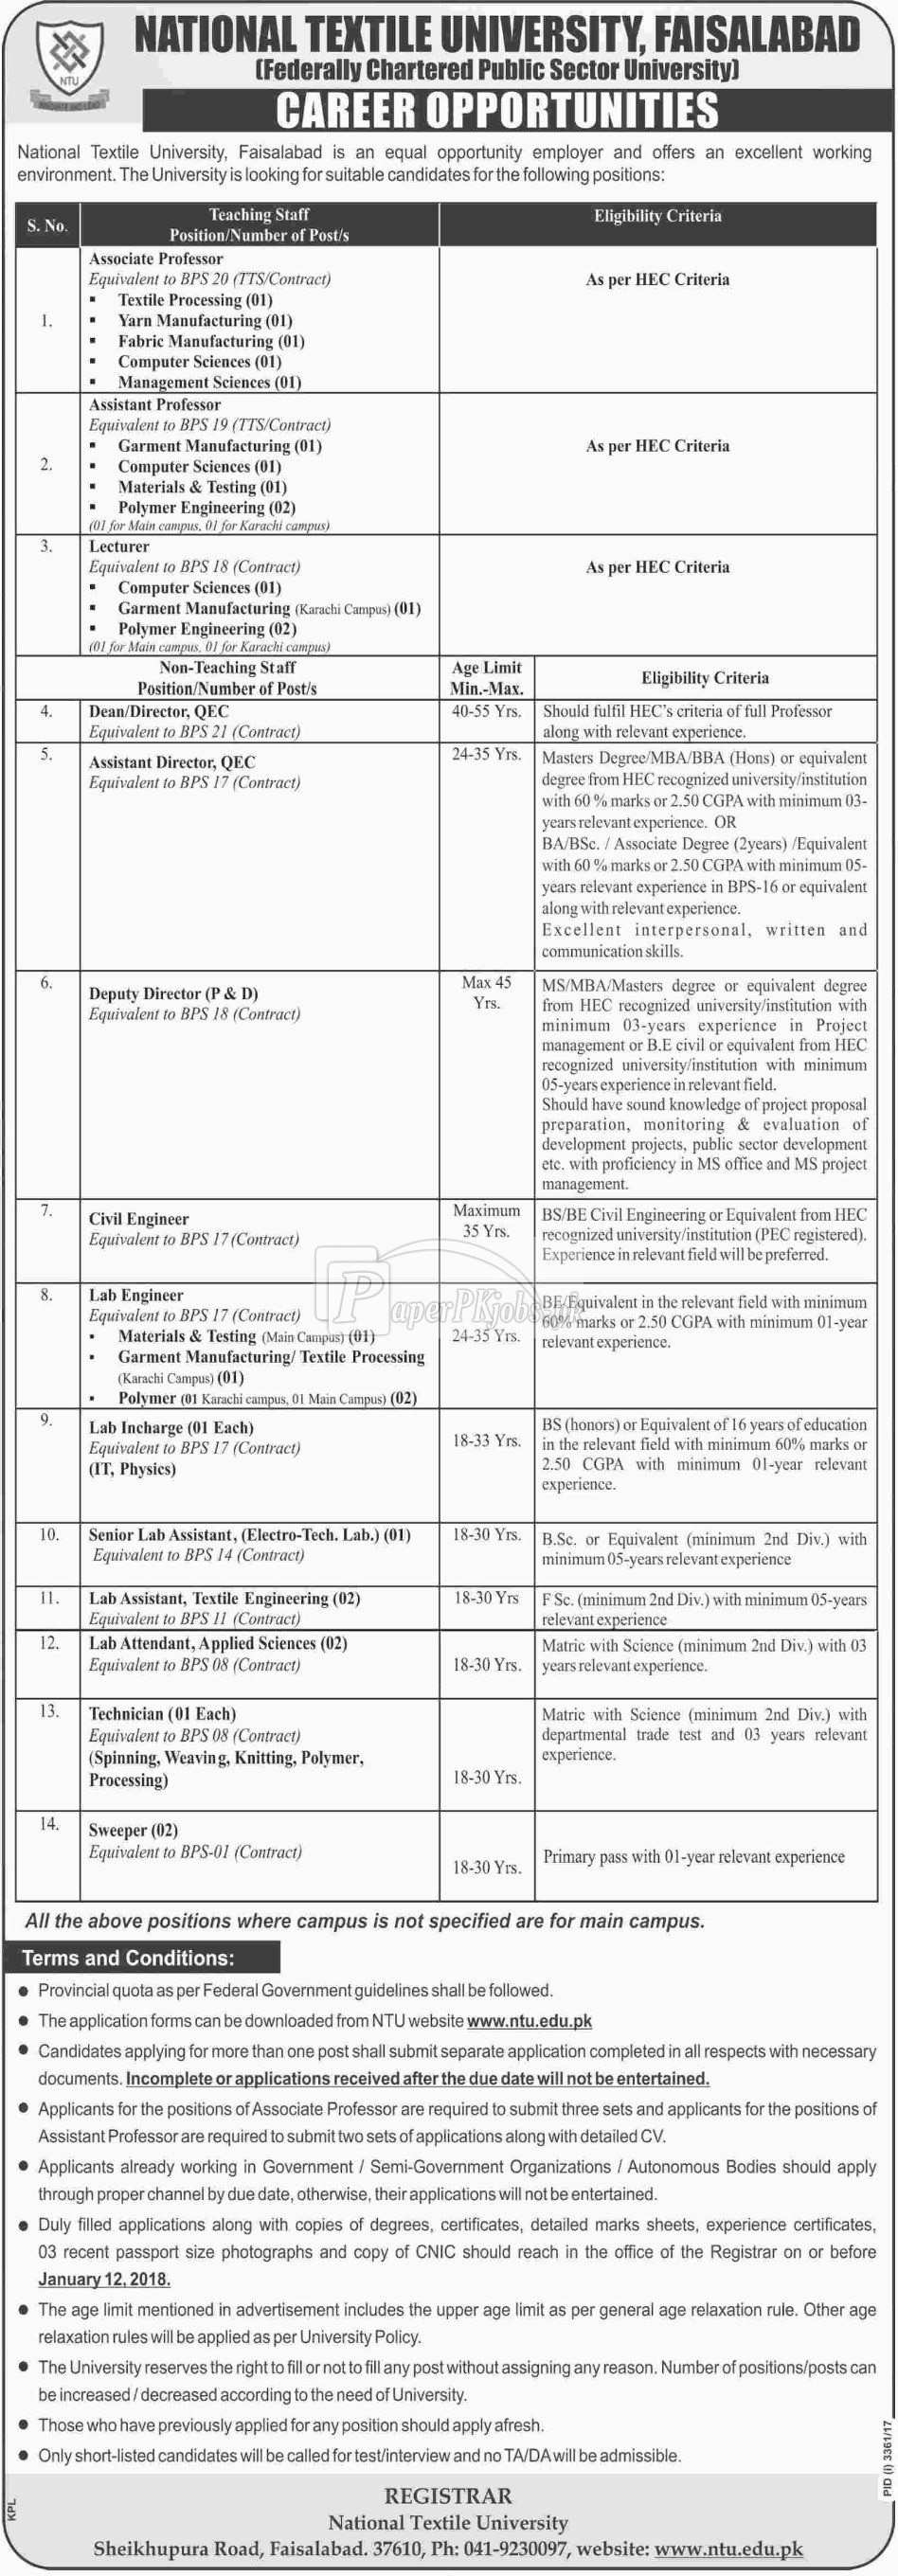 NATIONAL TEXTILE UNIVERSITY, FAISALABAD
(Federally Chartered Public Sector University)
CAREER OPPORTUNITIES
NTU
National Textile University, Faisalabad is an equal opportunity employer and offers an excellent working
environment. The University is looking for suitable candidates for the following positions:
S. No.
Teaching Staff
Position/Number of Post/s
Eligibility Criteria
1.
Associate Professor
Equivalent to BPS 20 (TTS/Contract)
▪ Textile Processing (01)
▪ Yarn Manufacturing (01)
▪ Fabric Manufacturing (01)
▪ Computer Sciences (01)
▪ Management Sciences (01)
As per HEC Criteria
2.
Assistant Professor
Equivalent to BPS 19 (TTS/Contract)
▪ Garment Manufacturing (01)
▪ Computer Sciences (01)
▪ Materials & Testing (01)
▪ Polymer Engineering (02)
(01 for Main campus, 01 for Karachi campus)
As per HEC Criteria
3.
Lecturer
Equivalent to BPS 18 (Contract)
▪ Computer Sciences (01)
▪ Garment Manufacturing (Karachi Campus) (01)
▪ Polymer Engineering (02)
(01 for Main campus, 01 for Karachi campus)
As per HEC Criteria
Non-Teaching Staff
Position/Number of Post/s
Age Limit
Min.-Max.
Eligibility Criteria
4.
Dean/Director, QEC
Equivalent to BPS 21 (Contract)
40-55 Yrs.
Should fulfil HEC's criteria of full Professor
along with relevant experience.
5.
Assistant Director, QEC
Equivalent to BPS 17 (Contract)
24-35 Yrs.
Masters Degree/MBA/BBA (Hons) or equivalent
degree from HEC recognized university/institution
with 60 % marks or 2.50 CGPA with minimum 03-
years relevant experience. OR
BA/BSc. / Associate Degree (2years) /Equivalent
with 60 % marks or 2.50 CGPA with minimum 05-
years relevant experience in BPS-16 or equivalent
along with relevant experience.
Excellent interpersonal, written and
communication skills.
6.
Deputy Director (P & D)
Equivalent to BPS 18 (Contract)
Max 45
Yrs.
MS/MBA/Masters degree or equivalent degree
from HEC recognized university/institution with
minimum 03-years experience in Project
management or B.E civil or equivalent from HEC
recognized university/institution with minimum
05-years experience in relevant field.
Should have sound knowledge of project proposal
preparation, monitoring & evaluation of
development projects, public sector development
etc. with proficiency in MS office and MS project
management.
7.
Civil Engineer
Equivalent to BPS 17 (Contract)
Maximum
35 Yrs.
BS/BE Civil Engineering or Equivalent from HEC
recognized university/institution (PEC registered).
Experience in relevant field will be preferred.
PaperPKjobs.pk
8.
Lab Engineer
Equivalent to BPS 17 (Contract)
▪ Materials & Testing (Main Campus) (01)
▪ Garment Manufacturing/ Textile Processing
(Karachi Campus) (01)
▪ Polymer (01 Karachi campus, 01 Main Campus) (02)
24-35 Yrs.
BE/Equivalent in the relevant field with minimum
60% marks or 2.50 CGPA with minimum 01-year
relevant experience.
9.
Lab Incharge (01 Each)
Equivalent to BPS 17 (Contract)
(IT, Physics)
18-33 Yrs.
BS (honors) or Equivalent of 16 years of education
in the relevant field with minimum 60% marks or
2.50 CGPA with minimum 01-year relevant
experience.
10.
Senior Lab Assistant, (Electro-Tech. Lab.) (01)
Equivalent to BPS 14 (Contract)
18-30 Yrs.
B.Sc. or Equivalent (minimum 2nd Div.) with
minimum 05-years relevant experience
11.
Lab Assistant, Textile Engineering (02)
Equivalent to BPS 11 (Contract)
18-30 Yrs
F Sc. (minimum 2nd Div.) with minimum 05-years
relevant experience
12.
Lab Attendant, Applied Sciences (02)
Equivalent to BPS 08 (Contract)
18-30 Yrs.
Matric with Science (minimum 2nd Div.) with 03
years relevant experience.
13.
Technician (01 Each)
Equivalent to BPS 08 (Contract)
(Spinning, Weaving, Knitting, Polymer,
Processing)
18-30 Yrs.
Matric with Science (minimum 2nd Div.) with
departmental trade test and 03 years relevant
experience.
14.
Sweeper (02)
Equivalent to BPS-01 (Contract)
18-30 Yrs.
Primary pass with 01-year relevant experience
All the above positions where campus is not specified are for main campus.
Terms and Conditions:
● Provincial quota as per Federal Government guidelines shall be followed.
● The application forms can be downloaded from NTU website www.ntu.edu.pk
● Candidates applying for more than one post shall submit separate application completed in all respects with necessary
documents. Incomplete or applications received after the due date will not be entertained.
● Applicants for the positions of Associate Professor are required to submit three sets and applicants for the positions of
Assistant Professor are required to submit two sets of applications along with detailed CV.
● Applicants already working in Government / Semi-Government Organizations / Autonomous Bodies should apply
through proper channel by due date, otherwise, their applications will not be entertained.
● Duly filled applications along with copies of degrees, certificates, detailed marks sheets, experience certificates,
03 recent passport size photographs and copy of CNIC should reach in the office of the Registrar on or before
January 12, 2018.
● The age limit mentioned in advertisement includes the upper age limit as per general age relaxation rule. Other age
relaxation rules will be applied as per University Policy.
● The University reserves the right to fill or not to fill any post without assigning any reason. Number of positions/posts can
be increased / decreased according to the need of University.
● Those who have previously applied for any position should apply afresh.
● Only short-listed candidates will be called for test/interview and no TA/DA will be admissible.
PID (I) 3361/17
KPL
REGISTRAR
National Textile University
Sheikhupura Road, Faisalabad. 37610, Ph: 041-9230097, website: www.ntu.edu.pk